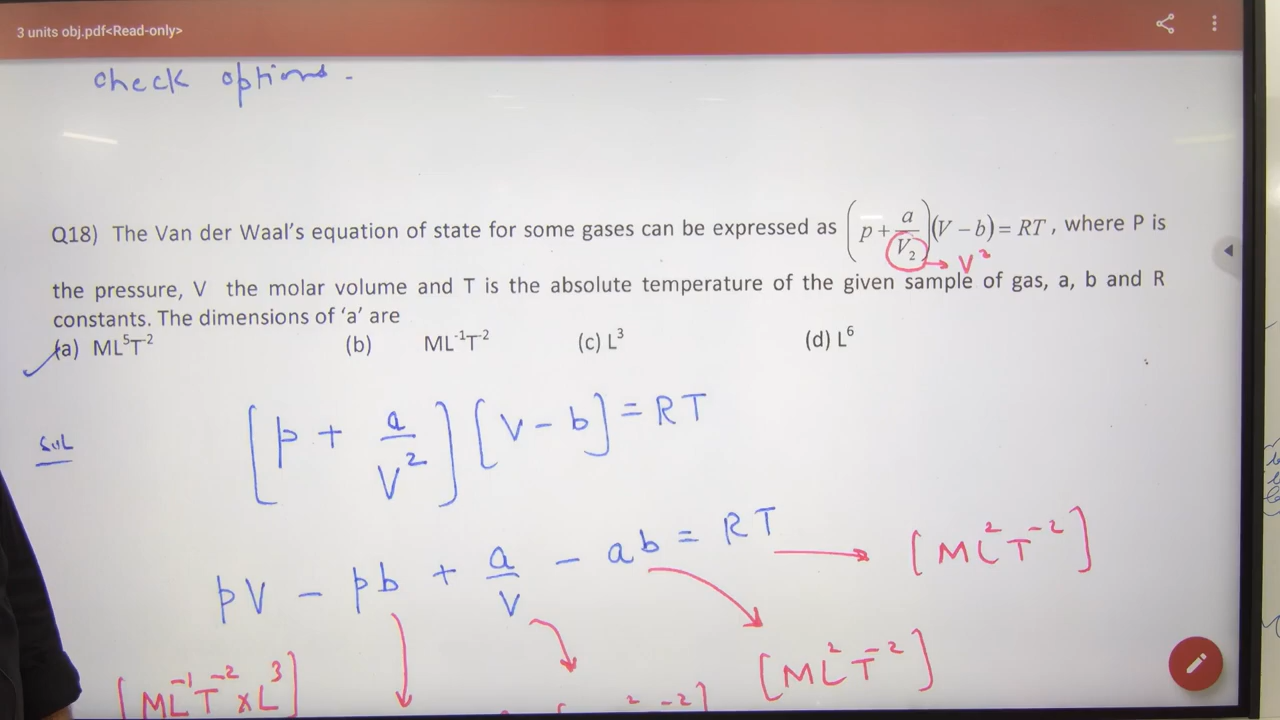 3 units obj.pdf<Read-only>
check options.
Q18) The Van der Waal's equation of state for some gases can be expressed as (p + a/V₂)(V − b) = RT, where P is
→ V²
the pressure, V the molar volume and T is the absolute temperature of the given sample of gas, a, b and R
constants. The dimensions of 'a' are
(a) ML⁵T⁻² (b) ML⁻¹T⁻² (c) L³ (d) L⁶
Sol
[p + a/V²][V − b] = RT
pV − pb + a/V − ab = RT → [ML²T⁻²]
[ML⁻¹T⁻² × L³]
[ML²T⁻²]